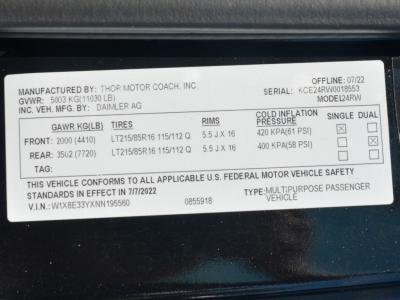 MANUFACTURED BY: THOR MOTOR COACH, INC. OFFLINE: 07/22
GVWR: 5003 KG(11030 LB) SERIAL: KCE24RW0018553
INC. VEH. MFG. BY: DAIMLER AG MODEL24RW
GAWR KG(LB) TIRES RIMS COLD INFLATION PRESSURE SINGLE DUAL
FRONT: 2000 (4410) LT215/85R16 115/112 Q 5.5 J X 16 420 KPA(61 PSI)
REAR: 3502 (7720) LT215/85R16 115/112 Q 5.5 J X 16 400 KPA(58 PSI)
TAG:
THIS VEHICLE CONFORMS TO ALL APPLICABLE U.S. FEDERAL MOTOR VEHICLE SAFETY
STANDARDS IN EFFECT IN 7/7/2022
V.I.N.: W1X8E33YXNN195560 0855918 TYPE: MULTIPURPOSE PASSENGER
VEHICLE